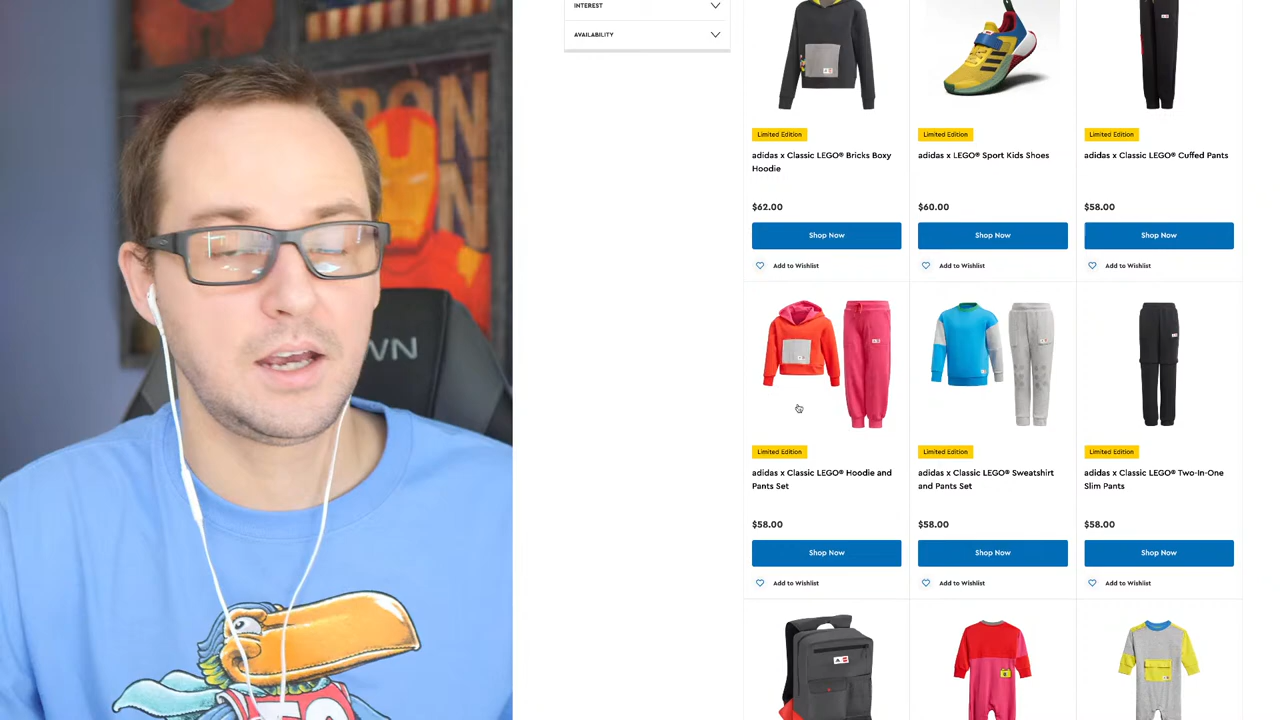 INTEREST
AVAILABILITY
IRON
WN
Limited Edition
Limited Edition
Limited Edition
adidas x Classic LEGO® Bricks Boxy
Hoodie
adidas x LEGO® Sport Kids Shoes
adidas x Classic LEGO® Cuffed Pants
$62.00
$60.00
$58.00
Shop Now
Shop Now
Shop Now
Add to Wishlist
Add to Wishlist
Add to Wishlist
Limited Edition
Limited Edition
Limited Edition
adidas x Classic LEGO® Hoodie and
Pants Set
adidas x Classic LEGO® Sweatshirt
and Pants Set
adidas x Classic LEGO® Two-In-One
Slim Pants
$58.00
$58.00
$58.00
Shop Now
Shop Now
Shop Now
Add to Wishlist
Add to Wishlist
Add to Wishlist